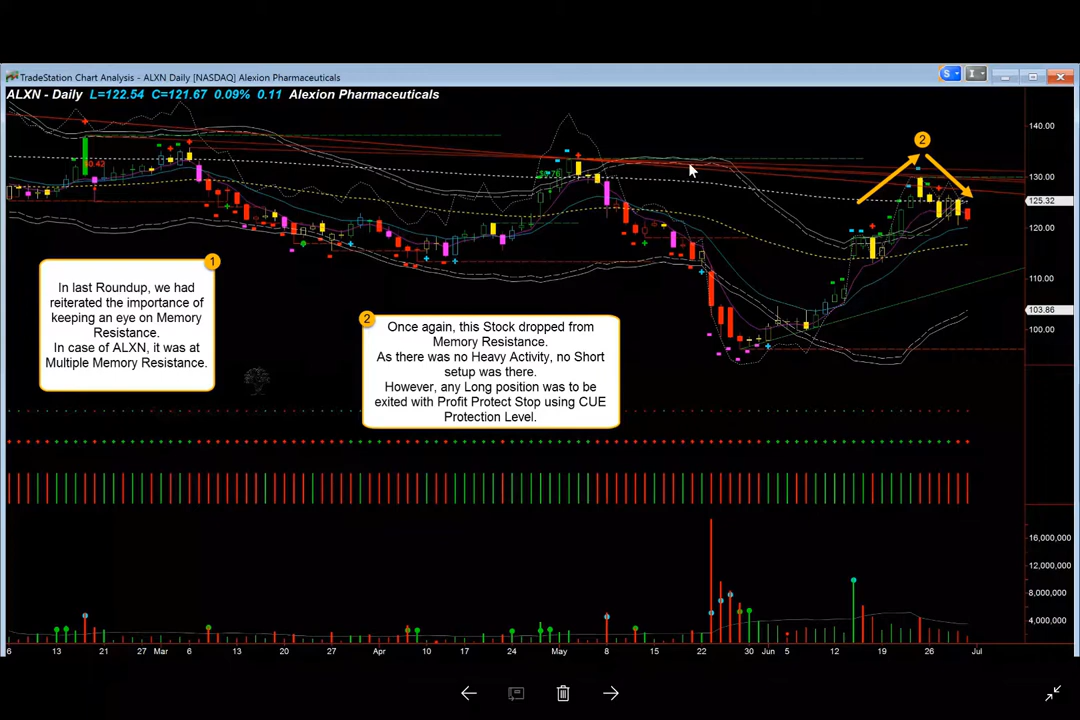 TradeStation Chart Analysis - ALXN Daily [NASDAQ] Alexion Pharmaceuticals
S
I
ALXN - Daily L=122.54 C=121.67 0.09% 0.11 Alexion Pharmaceuticals
140.00
130.00
125.32
120.00
110.00
103.86
100.00
2
1
In last Roundup, we had
reiterated the importance of
keeping an eye on Memory
Resistance.
In case of ALXN, it was at
Multiple Memory Resistance.
2
Once again, this Stock dropped from
Memory Resistance.
As there was no Heavy Activity, no Short
setup was there.
However, any Long position was to be
exited with Profit Protect Stop using CUE
Protection Level.
16,000,000
12,000,000
8,000,000
4,000,000
6 13 21 27 Mar 6 13 20 27 Apr 10 17 24 May 8 15 22 30 Jun 5 12 19 26 Jul